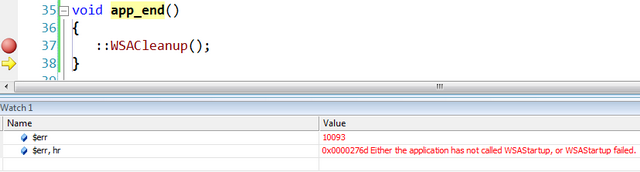 35 void app_end()
36 {
37 ::WSACleanup();
38 }
Watch 1
Name Value
$err 10093
$err, hr 0x0000276d Either the application has not called WSAStartup, or WSAStartup failed.